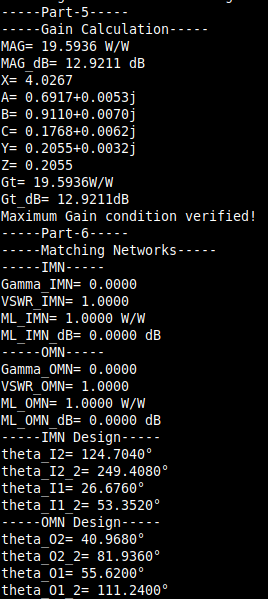 -----Part-5-----
-----Gain Calculation-----
MAG= 19.5936 W/W
MAG_dB= 12.9211 dB
X= 4.0267
A= 0.6917+0.0053j
B= 0.9110+0.0070j
C= 0.1768+0.0062j
Y= 0.2055+0.0032j
Z= 0.2055
Gt= 19.5936W/W
Gt_dB= 12.9211dB
Maximum Gain condition verified!
-----Part-6-----
-----Matching Networks-----
-----IMN-----
Gamma_IMN= 0.0000
VSWR_IMN= 1.0000
ML_IMN= 1.0000 W/W
ML_IMN_dB= 0.0000 dB
-----OMN-----
Gamma_OMN= 0.0000
VSWR_OMN= 1.0000
ML_OMN= 1.0000 W/W
ML_OMN_dB= 0.0000 dB
-----IMN Design-----
theta_I2= 124.7040°
theta_I2_2= 249.4080°
theta_I1= 26.6760°
theta_I1_2= 53.3520°
-----OMN Design-----
theta_O2= 40.9680°
theta_O2_2= 81.9360°
theta_O1= 55.6200°
theta_O1_2= 111.2400°